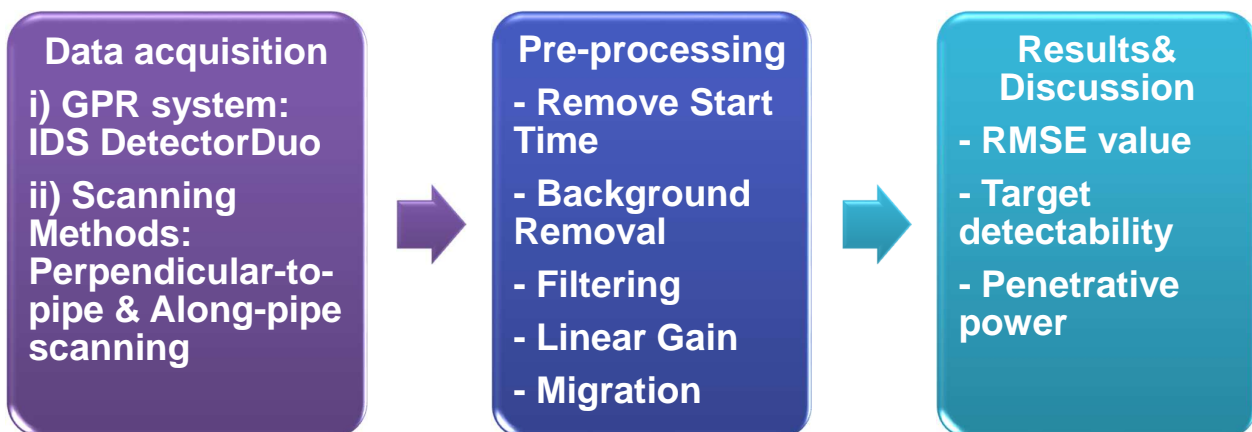 Data acquisition
i) GPR system:
IDS DetectorDuo
ii) Scanning
Methods:
Perpendicular-to-
pipe & Along-pipe
scanning
Pre-processing
- Remove Start
Time
- Background
Removal
- Filtering
- Linear Gain
- Migration
Results&
Discussion
- RMSE value
- Target
detectability
- Penetrative
power